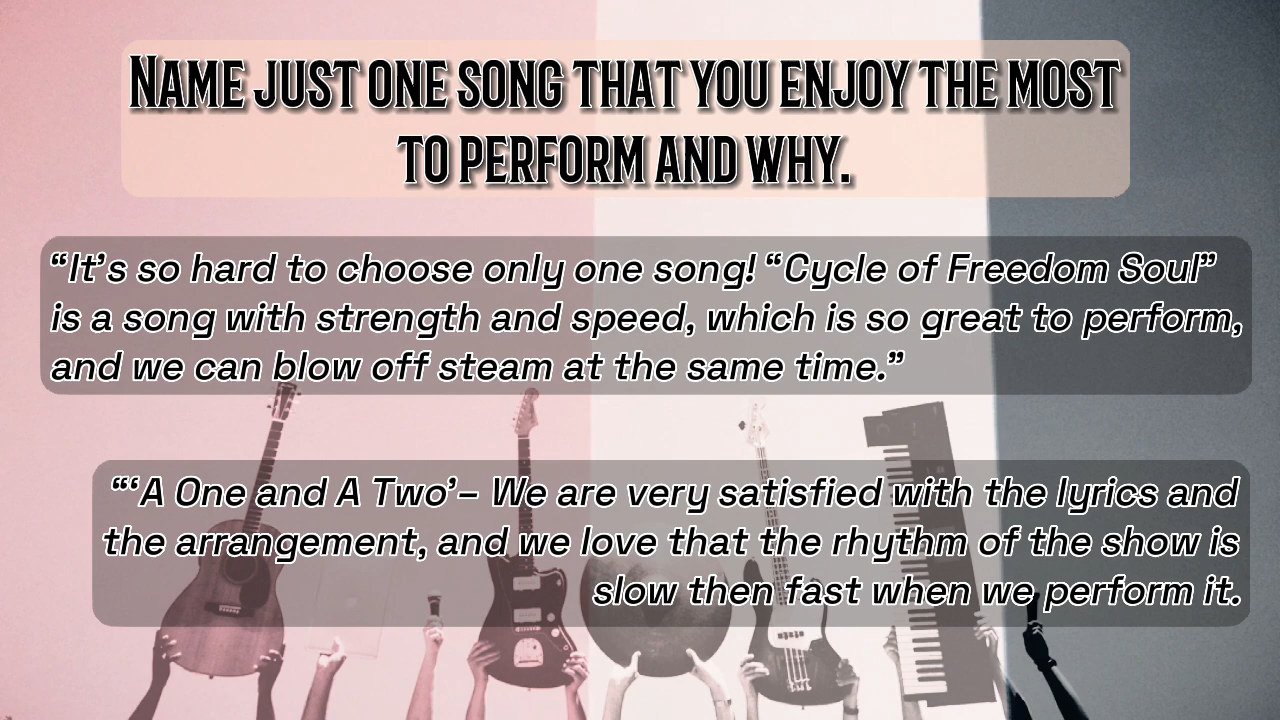 NAME JUST ONE SONG THAT YOU ENJOY THE MOST
TO PERFORM AND WHY.
“It’s so hard to choose only one song! “Cycle of Freedom Soul”
is a song with strength and speed, which is so great to perform,
and we can blow off steam at the same time.”
“‘A One and A Two’– We are very satisfied with the lyrics and
the arrangement, and we love that the rhythm of the show is
slow then fast when we perform it.